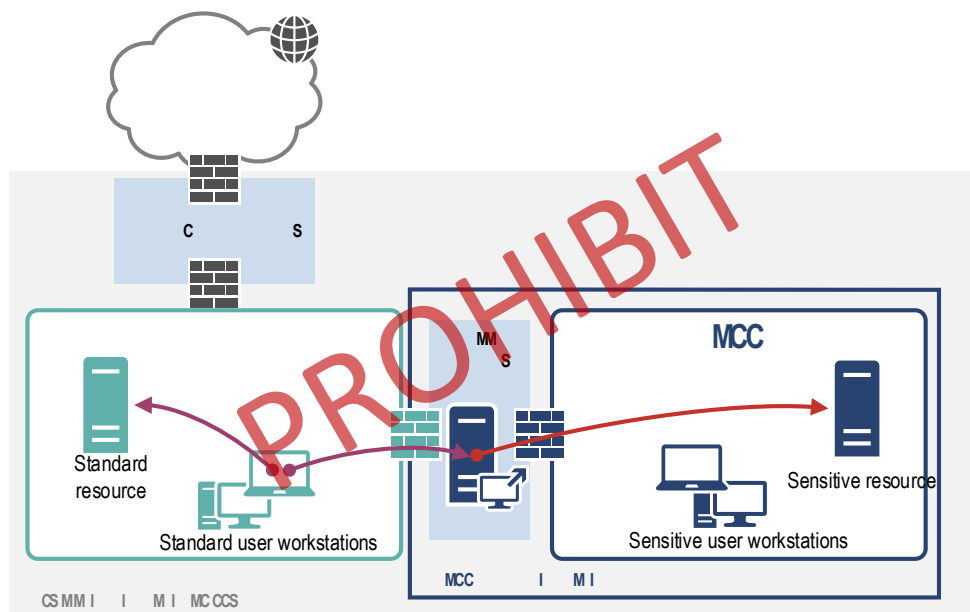 C S
MM
S
MCC
PROHIBIT
Standard
resource
Standard user workstations
Sensitive resource
Sensitive user workstations
MCC I M I
CS MM I I M I MC CCS